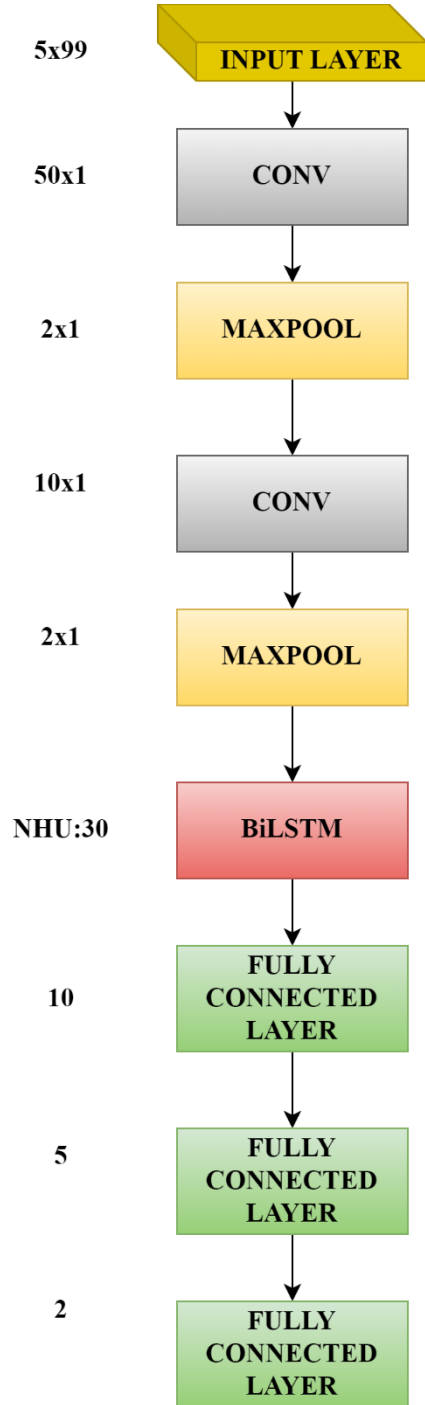 5x99
INPUT LAYER
50x1
CONV
2x1
MAXPOOL
10x1
CONV
2x1
MAXPOOL
NHU:30
BiLSTM
10
FULLY
CONNECTED
LAYER
5
FULLY
CONNECTED
LAYER
2
FULLY
CONNECTED
LAYER